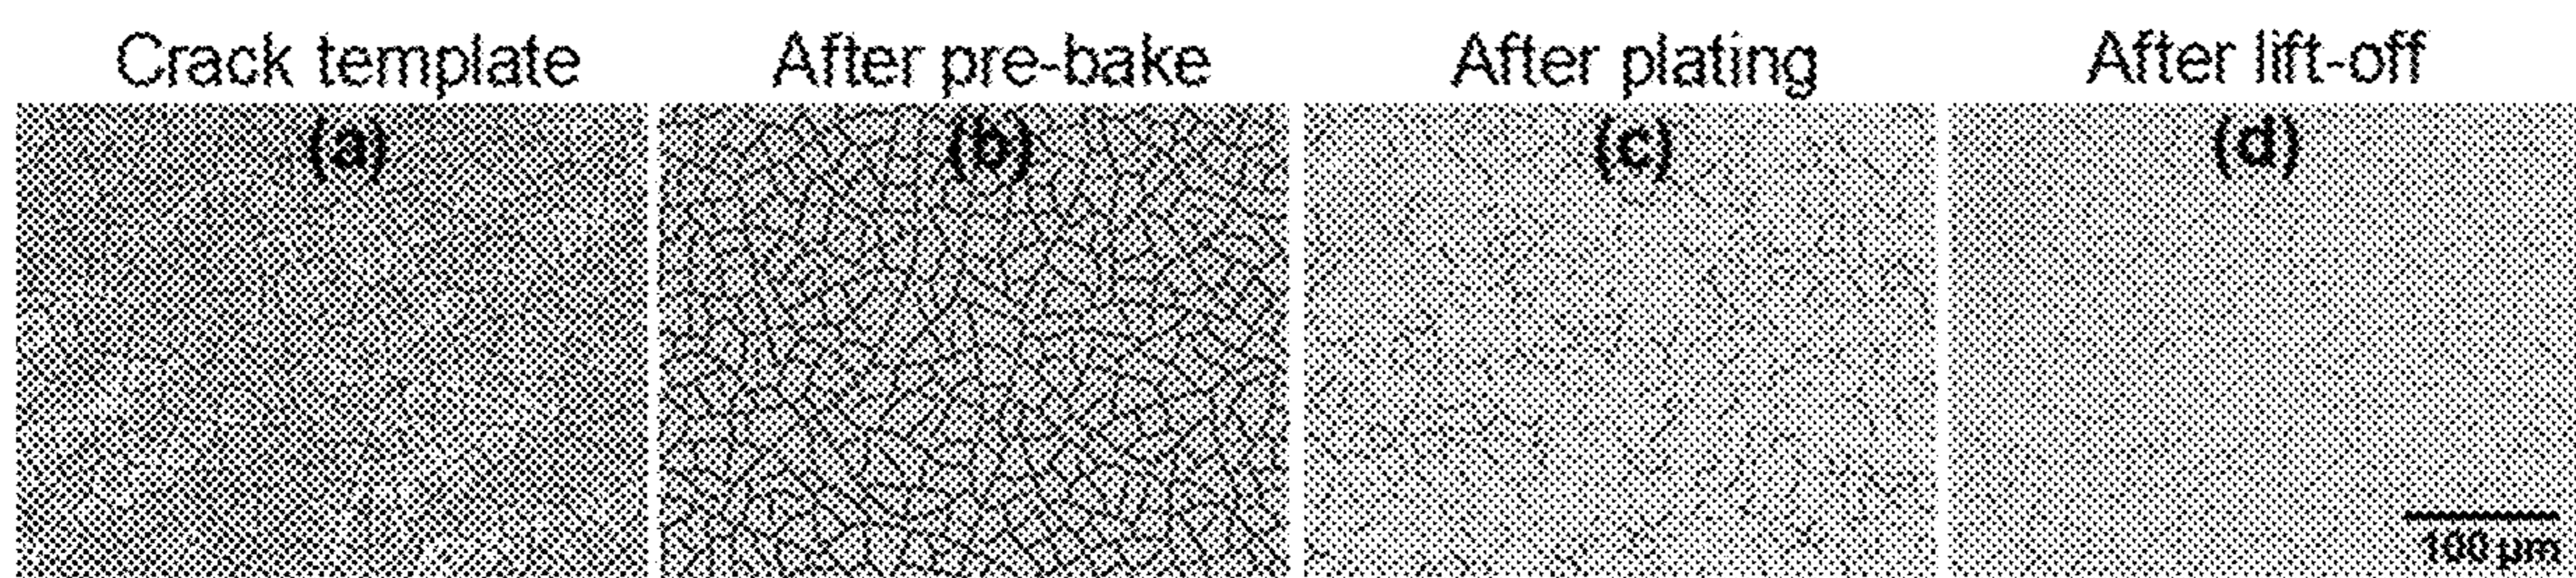 Crack template After pre-bake After plating After lift-off
(a) (b) (c) (d)
100 µm